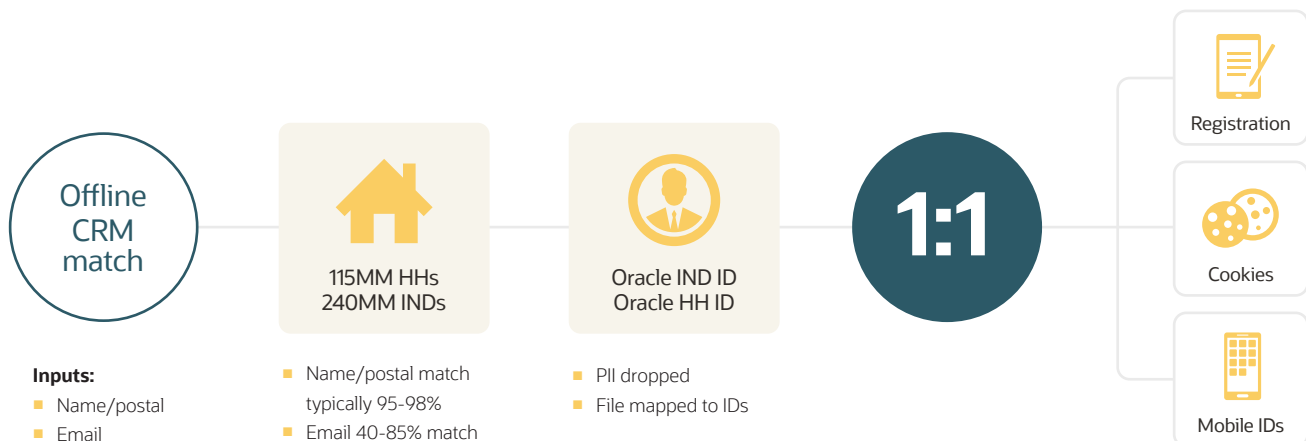 Offline
CRM
match
Inputs:
Name/postal
Email
115MM HHs
240MM INDs
Name/postal match
typically 95-98%
Email 40-85% match
Oracle IND ID
Oracle HH ID
PII dropped
File mapped to IDs
1:1
Registration
Cookies
Mobile IDs